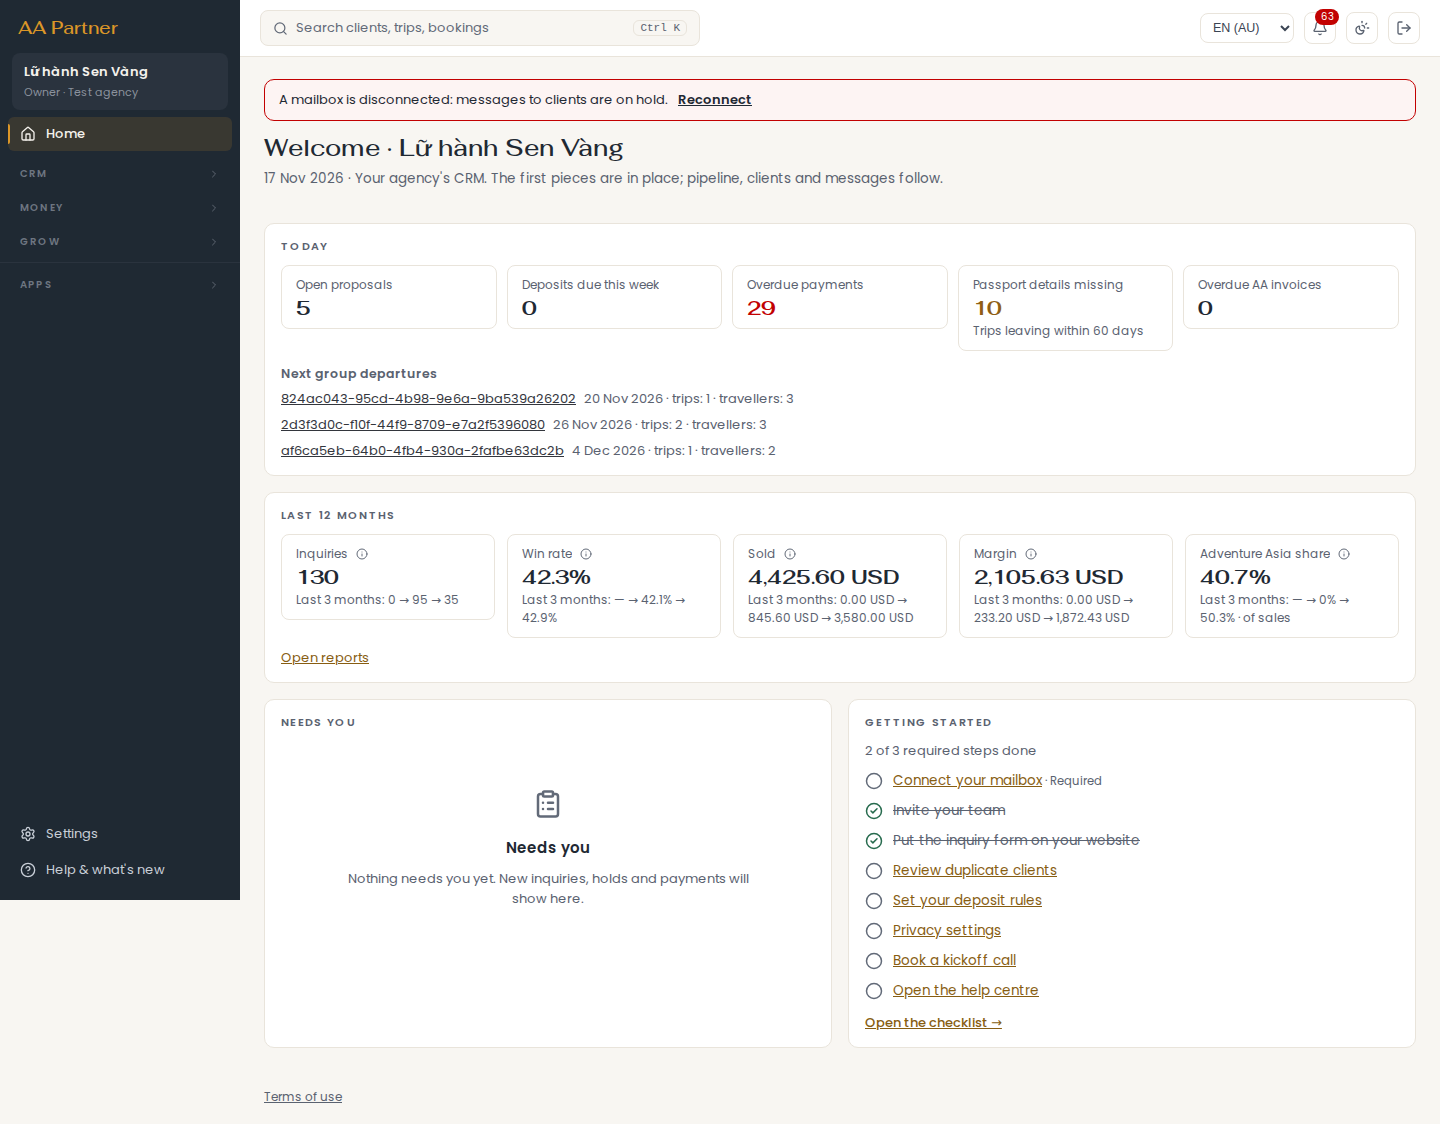 AA Partner
Lữ hành Sen Vàng
Owner · Test agency
Home
CRM
MONEY
GROW
APPS
Settings
Help & what's new
Search clients, trips, bookings
Ctrl K
EN (AU)
63
A mailbox is disconnected: messages to clients are on hold. Reconnect
Welcome · Lữ hành Sen Vàng
17 Nov 2026 · Your agency's CRM. The first pieces are in place; pipeline, clients and messages follow.
TODAY
Open proposals
5
Deposits due this week
0
Overdue payments
29
Passport details missing
10
Trips leaving within 60 days
Overdue AA invoices
0
Next group departures
824ac043-95cd-4b98-9e6a-9ba539a26202 20 Nov 2026 · trips: 1 · travellers: 3
2d3f3d0c-f10f-44f9-8709-e7a2f5396080 26 Nov 2026 · trips: 2 · travellers: 3
af6ca5eb-64b0-4fb4-930a-2fafbe63dc2b 4 Dec 2026 · trips: 1 · travellers: 2
LAST 12 MONTHS
Inquiries
130
Last 3 months: 0 → 95 → 35
Win rate
42.3%
Last 3 months: — → 42.1% →
42.9%
Sold
4,425.60 USD
Last 3 months: 0.00 USD →
845.60 USD → 3,580.00 USD
Margin
2,105.63 USD
Last 3 months: 0.00 USD →
233.20 USD → 1,872.43 USD
Adventure Asia share
40.7%
Last 3 months: — → 0% →
50.3% · of sales
Open reports
NEEDS YOU
Needs you
Nothing needs you yet. New inquiries, holds and payments will
show here.
GETTING STARTED
2 of 3 required steps done
Connect your mailbox · Required
Invite your team
Put the inquiry form on your website
Review duplicate clients
Set your deposit rules
Privacy settings
Book a kickoff call
Open the help centre
Open the checklist →
Terms of use